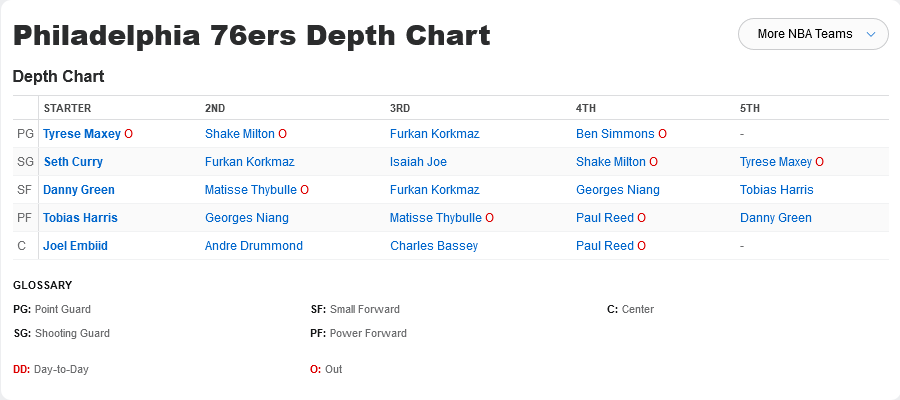 Philadelphia 76ers Depth Chart
More NBA Teams
Depth Chart
STARTER 2ND 3RD 4TH 5TH
PG Tyrese Maxey O Shake Milton O Furkan Korkmaz Ben Simmons O -
SG Seth Curry Furkan Korkmaz Isaiah Joe Shake Milton O Tyrese Maxey O
SF Danny Green Matisse Thybulle O Furkan Korkmaz Georges Niang Tobias Harris
PF Tobias Harris Georges Niang Matisse Thybulle O Paul Reed O Danny Green
C Joel Embiid Andre Drummond Charles Bassey Paul Reed O -
GLOSSARY
PG: Point Guard SF: Small Forward C: Center
SG: Shooting Guard PF: Power Forward
DD: Day-to-Day O: Out